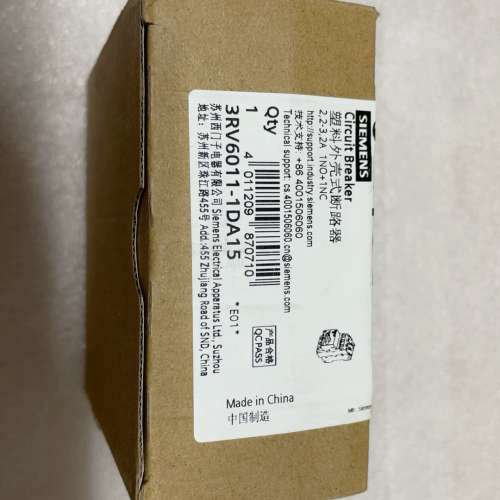 SIEMENS
Circuit Breaker
塑料外壳式断路器
2,2-3,2A 1NO+1NC
http://support.industry.siemens.com
技术支持: +86 4001506060
Technical support: cs.4001506060.cn@siemens.com
Qty
1
4 011209 870710
3RV6011-1DA15
*E01*
产品合格
QCPASS
苏州西门子电器有限公司 Siemens Electrical Apparatus Ltd., Suzhou
地址: 苏州新区珠江路455号 Add.:455 Zhujiang Road of SND, China
Made in China
中国制造